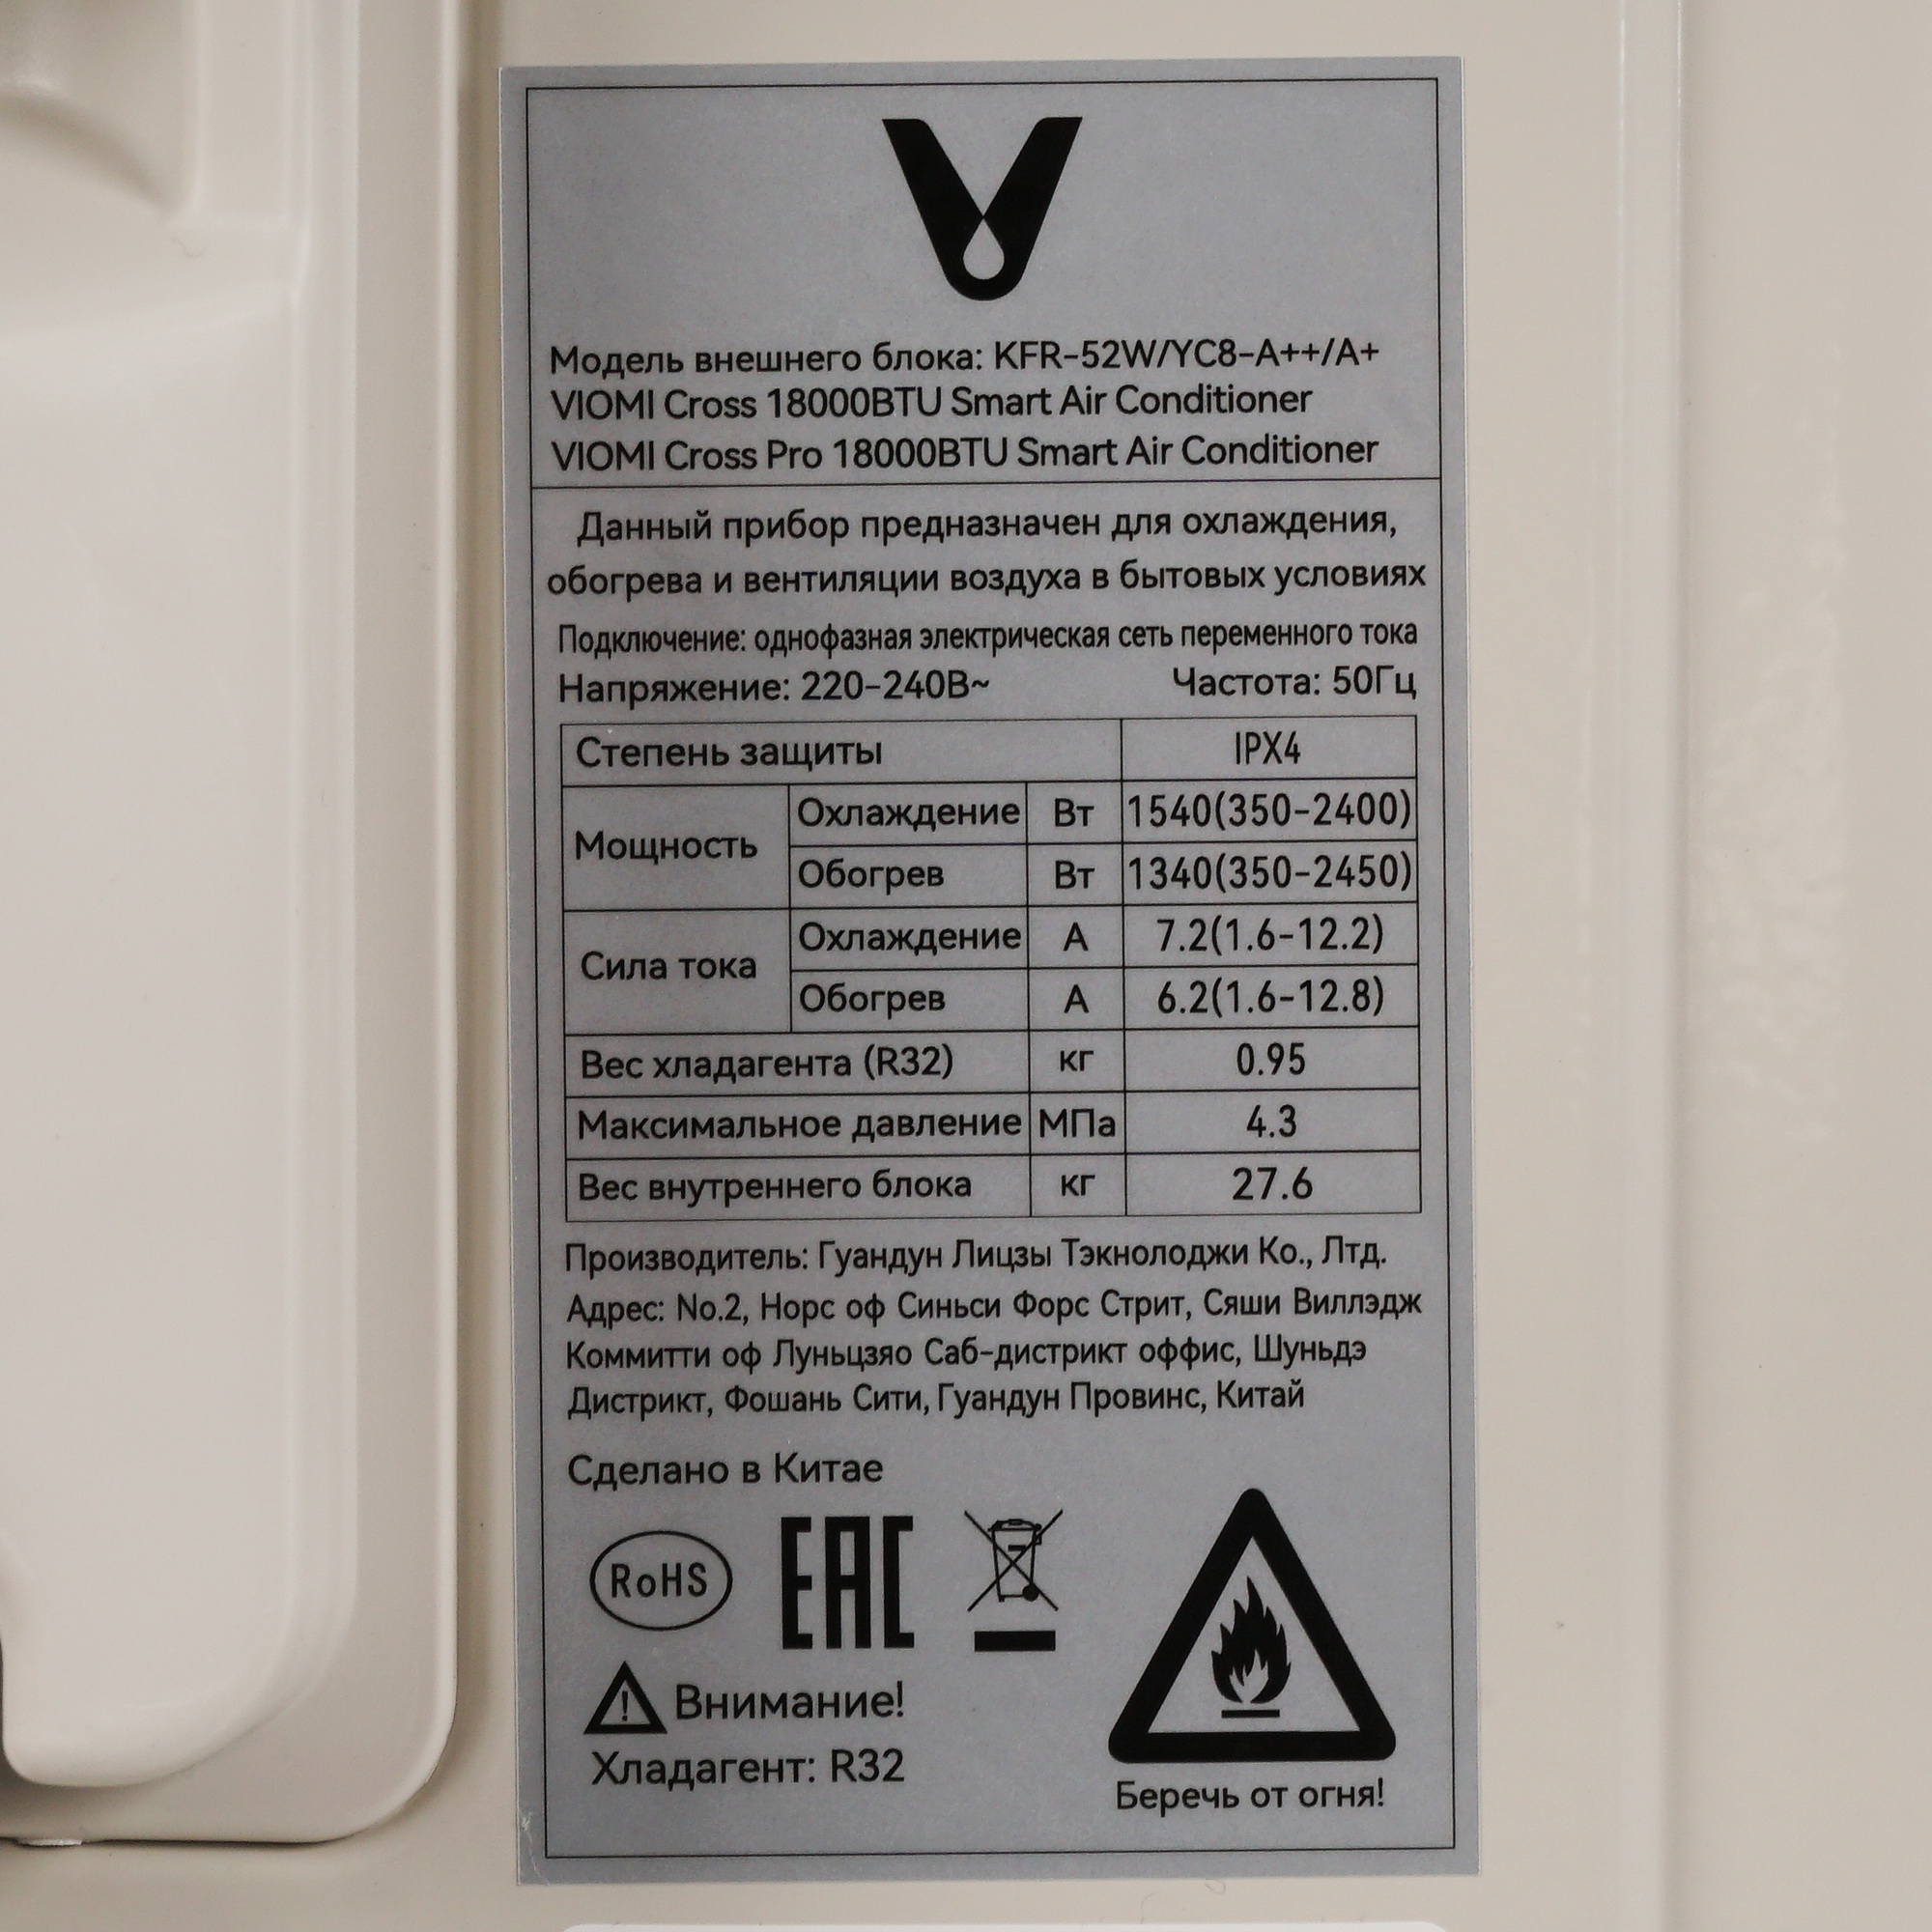 Модель внешнего блока: KFR-52W/YC8-A++/A+
VIOMI Cross 18000BTU Smart Air Conditioner
VIOMI Cross Pro 18000BTU Smart Air Conditioner
Данный прибор предназначен для охлаждения,
обогрева и вентиляции воздуха в бытовых условиях
Подключение: однофазная электрическая сеть переменного тока
Напряжение: 220-240В~ Частота: 50Гц
Степень защиты IPX4
Мощность
Охлаждение Вт 1540(350-2400)
Обогрев Вт 1340(350-2450)
Сила тока
Охлаждение А 7.2(1.6-12.2)
Обогрев А 6.2(1.6-12.8)
Вес хладагента (R32) кг 0.95
Максимальное давление МПа 4.3
Вес внутреннего блока кг 27.6
Производитель: Гуандун Лицзы Тэкнолоджи Ко., Лтд.
Адрес: No.2, Норс оф Синьси Форс Стрит, Сяши Виллэдж
Коммитти оф Луньцзяо Саб-дистрикт оффис, Шуньдэ
Дистрикт, Фошань Сити, Гуандун Провинс, Китай
Сделано в Китае
RoHS EAC
Внимание!
Хладагент: R32
Беречь от огня!